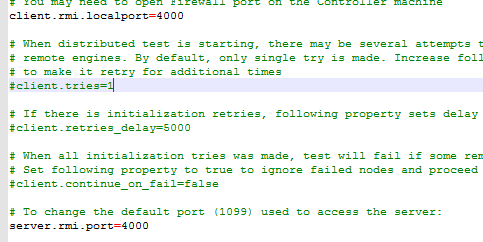 # You may need to open Firewall port on the Controller machine
client.rmi.localport=4000
# When distributed test is starting, there may be several attempts
# remote engines. By default, only single try is made. Increase
# to make it retry for additional times
#client.tries=1
# If there is initialization retries, following property sets delay
#client.retries_delay=5000
# When all initialization tries was made, test will fail if some
# Set following property to true to ignore failed nodes and proceed
#client.continue_on_fail=false
# To change the default port (1099) used to access the server:
server.rmi.port=4000